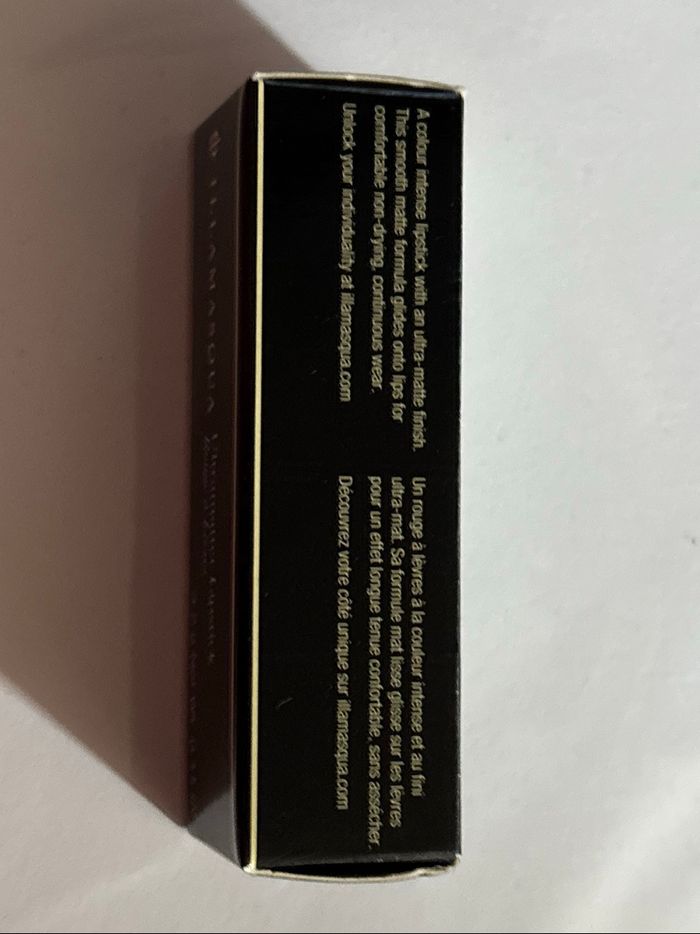 A colour intense lipstick with an ultra-matte finish.
This smooth matte formula glides onto lips for
comfortable non-drying, continuous wear.
Unlock your individuality at illamasqua.com
Un rouge à lèvres à la couleur intense et au fini
ultra-mat. Sa formule mat lisse glisse sur les lèvres
pour un effet longue tenue confortable, sans assécher.
Découvrez votre côté unique sur illamasqua.com
ILLAMASQUA